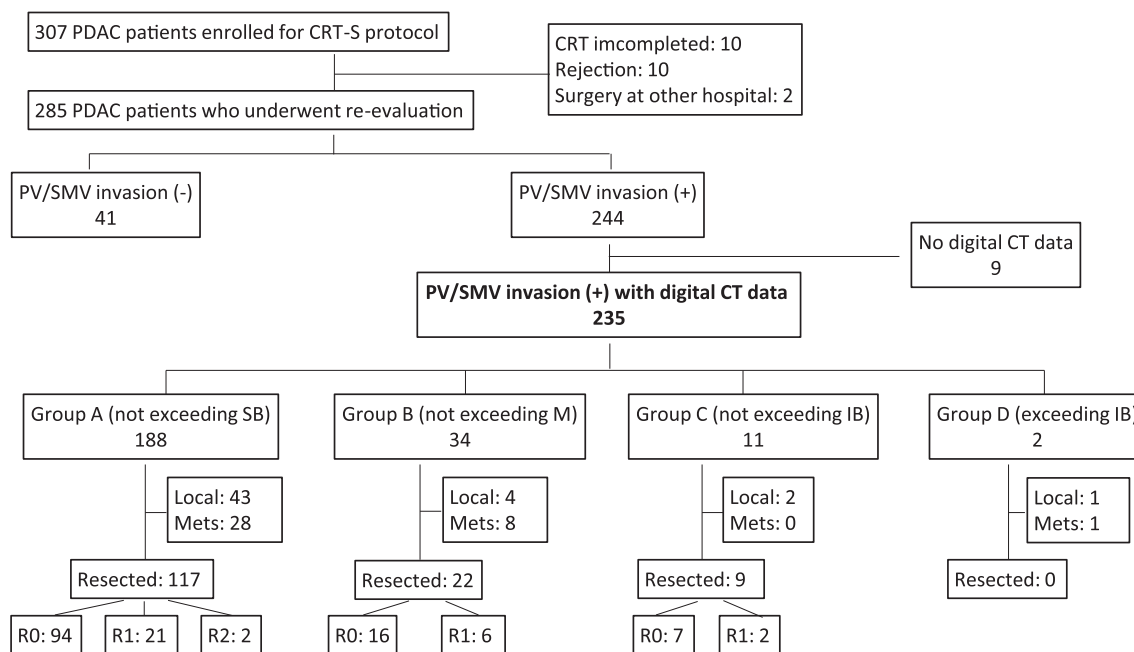 307 PDAC patients enrolled for CRT-S protocol
CRT imcompleted: 10
Rejection: 10
Surgery at other hospital: 2
285 PDAC patients who underwent re-evaluation
PV/SMV invasion (-)
41
PV/SMV invasion (+)
244
No digital CT data
9
PV/SMV invasion (+) with digital CT data
235
Group A (not exceeding SB)
188
Group B (not exceeding M)
34
Group C (not exceeding IB)
11
Group D (exceeding IB)
2
Local: 43
Mets: 28
Local: 4
Mets: 8
Local: 2
Mets: 0
Local: 1
Mets: 1
Resected: 117
Resected: 22
Resected: 9
Resected: 0
R0: 94
R1: 21
R2: 2
R0: 16
R1: 6
R0: 7
R1: 2